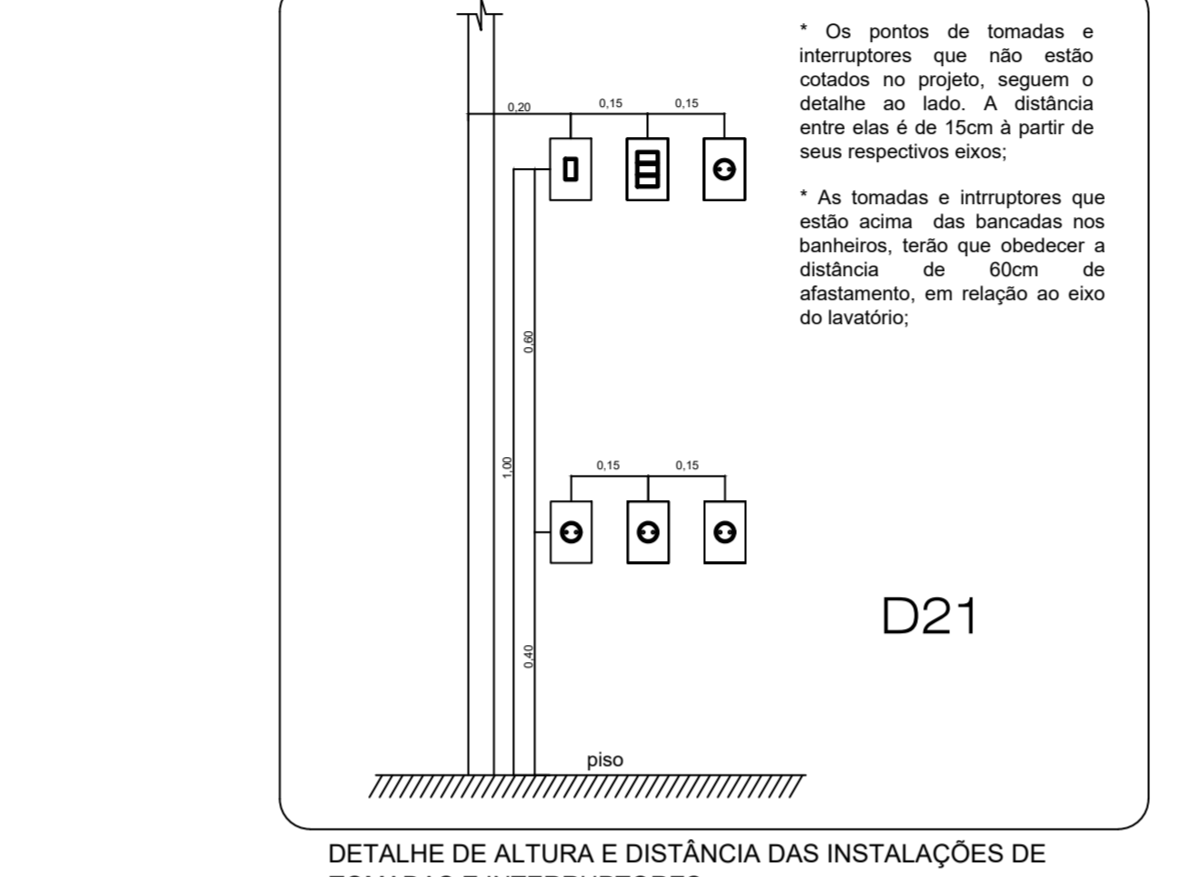 * Os pontos de tomadas e
interruptores que não estão
cotados no projeto, seguem o
detalhe ao lado. A distância
entre elas é de 15cm à partir de
seus respectivos eixos;
* As tomadas e intrruptores que
estão acima das bancadas nos
banheiros, terão que obedecer a
distância de 60cm de
afastamento, em relação ao eixo
do lavatório;
0,20
0,15
0,15
0,60
1,00
0,15
0,15
0,40
D21
piso
DETALHE DE ALTURA E DISTÂNCIA DAS INSTALAÇÕES DE
TOMADAS E INTERRUPTORES